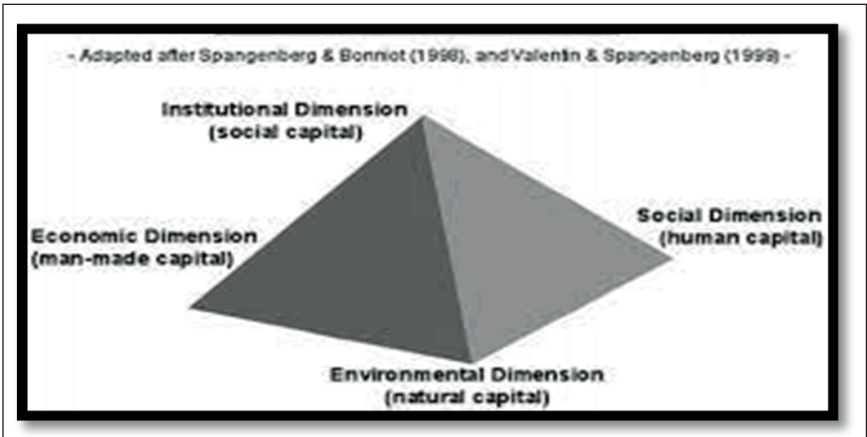 - Adapted after Spangenberg & Bonniot (1998), and Valentin & Spangenberg (1999) -
Institutional Dimension
(social capital)
Social Dimension
(human capital)
Economic Dimension
(man-made capital)
Environmental Dimension
(natural capital)